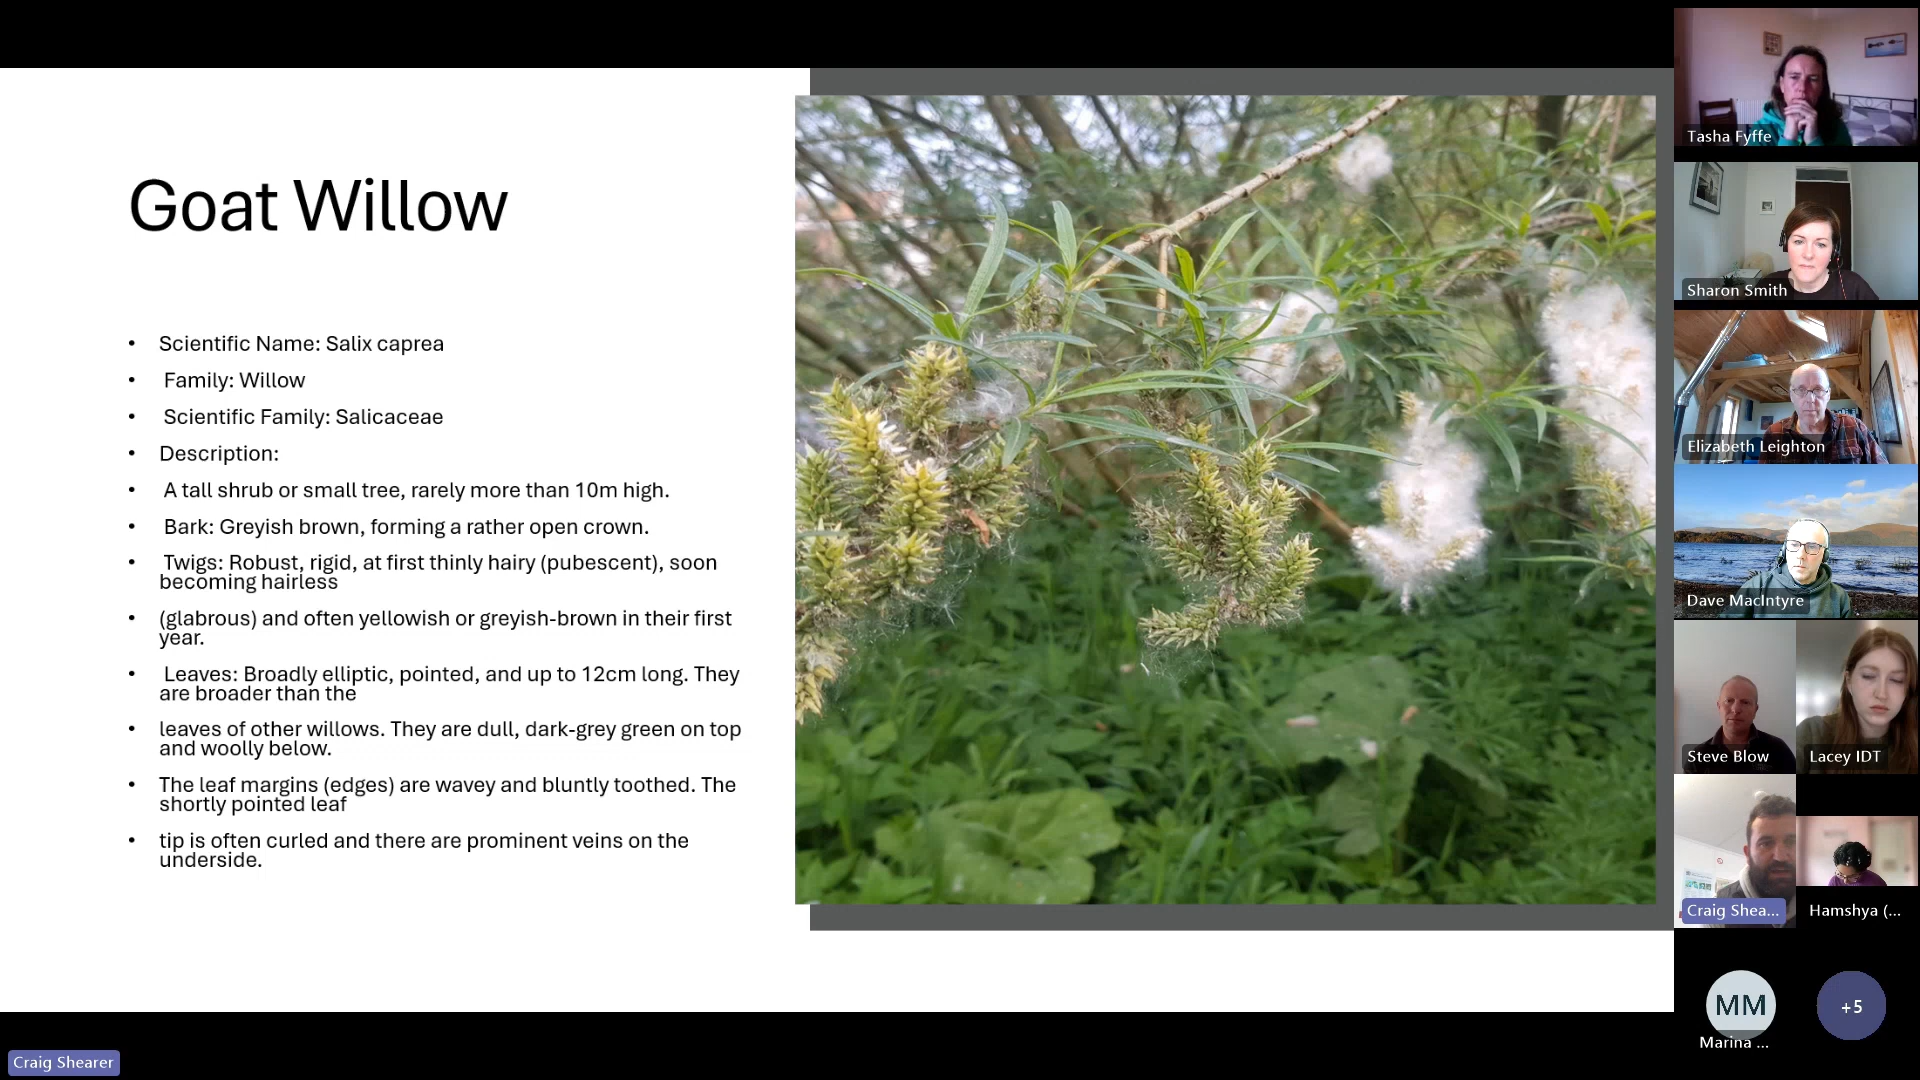 Goat Willow
• Scientific Name: Salix caprea
• Family: Willow
• Scientific Family: Salicaceae
• Description:
• A tall shrub or small tree, rarely more than 10m high.
• Bark: Greyish brown, forming a rather open crown.
• Twigs: Robust, rigid, at first thinly hairy (pubescent), soon
becoming hairless
• (glabrous) and often yellowish or greyish-brown in their first
year.
• Leaves: Broadly elliptic, pointed, and up to 12cm long. They
are broader than the
• leaves of other willows. They are dull, dark-grey green on top
and woolly below.
• The leaf margins (edges) are wavey and bluntly toothed. The
shortly pointed leaf
• tip is often curled and there are prominent veins on the
underside.
Tasha Fyffe
Sharon Smith
Elizabeth Leighton
Dave MacIntyre
Steve Blow
Lacey IDT
Craig Shea...
Hamshya (...
MM
Marina ...
+5
Craig Shearer